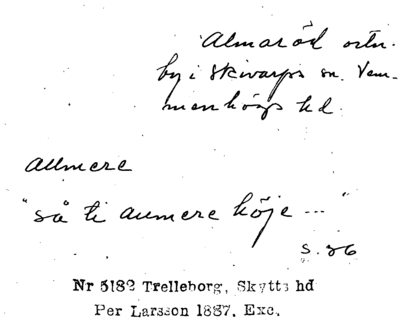 Almaröd ortn.
by i Skivarps sn. Vem-
menhögs hd.
Allmere
"så ti aumere höje ..."
s. 36
Nr 5182 Trelleborg, Skytts hd
Per Larsson 1887. Exc.